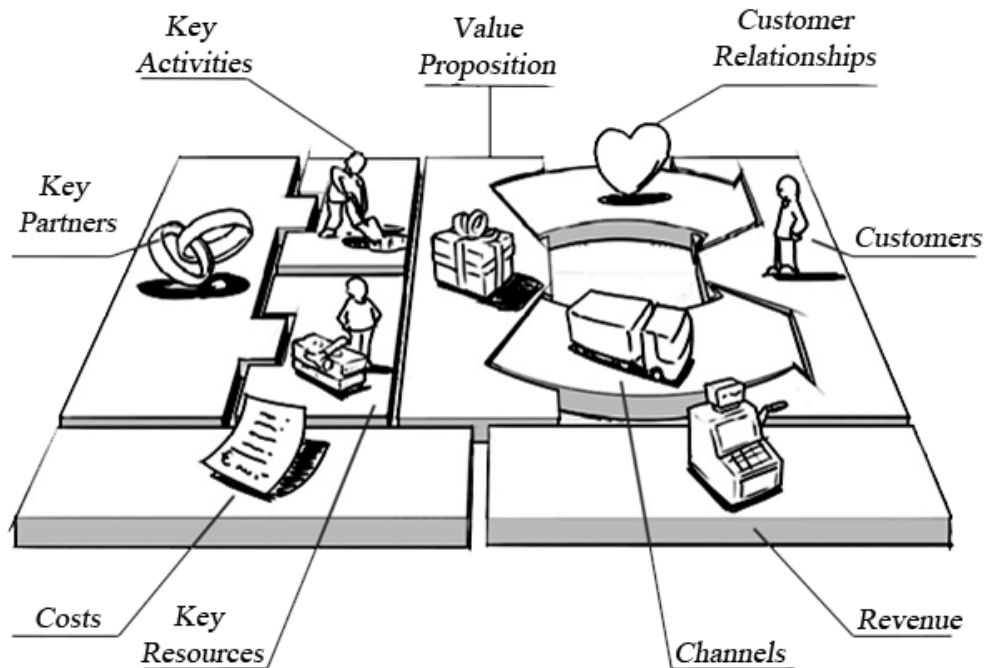 Key
Activities
Value
Proposition
Customer
Relationships
Key
Partners
Customers
Costs
Key
Resources
Channels
Revenue